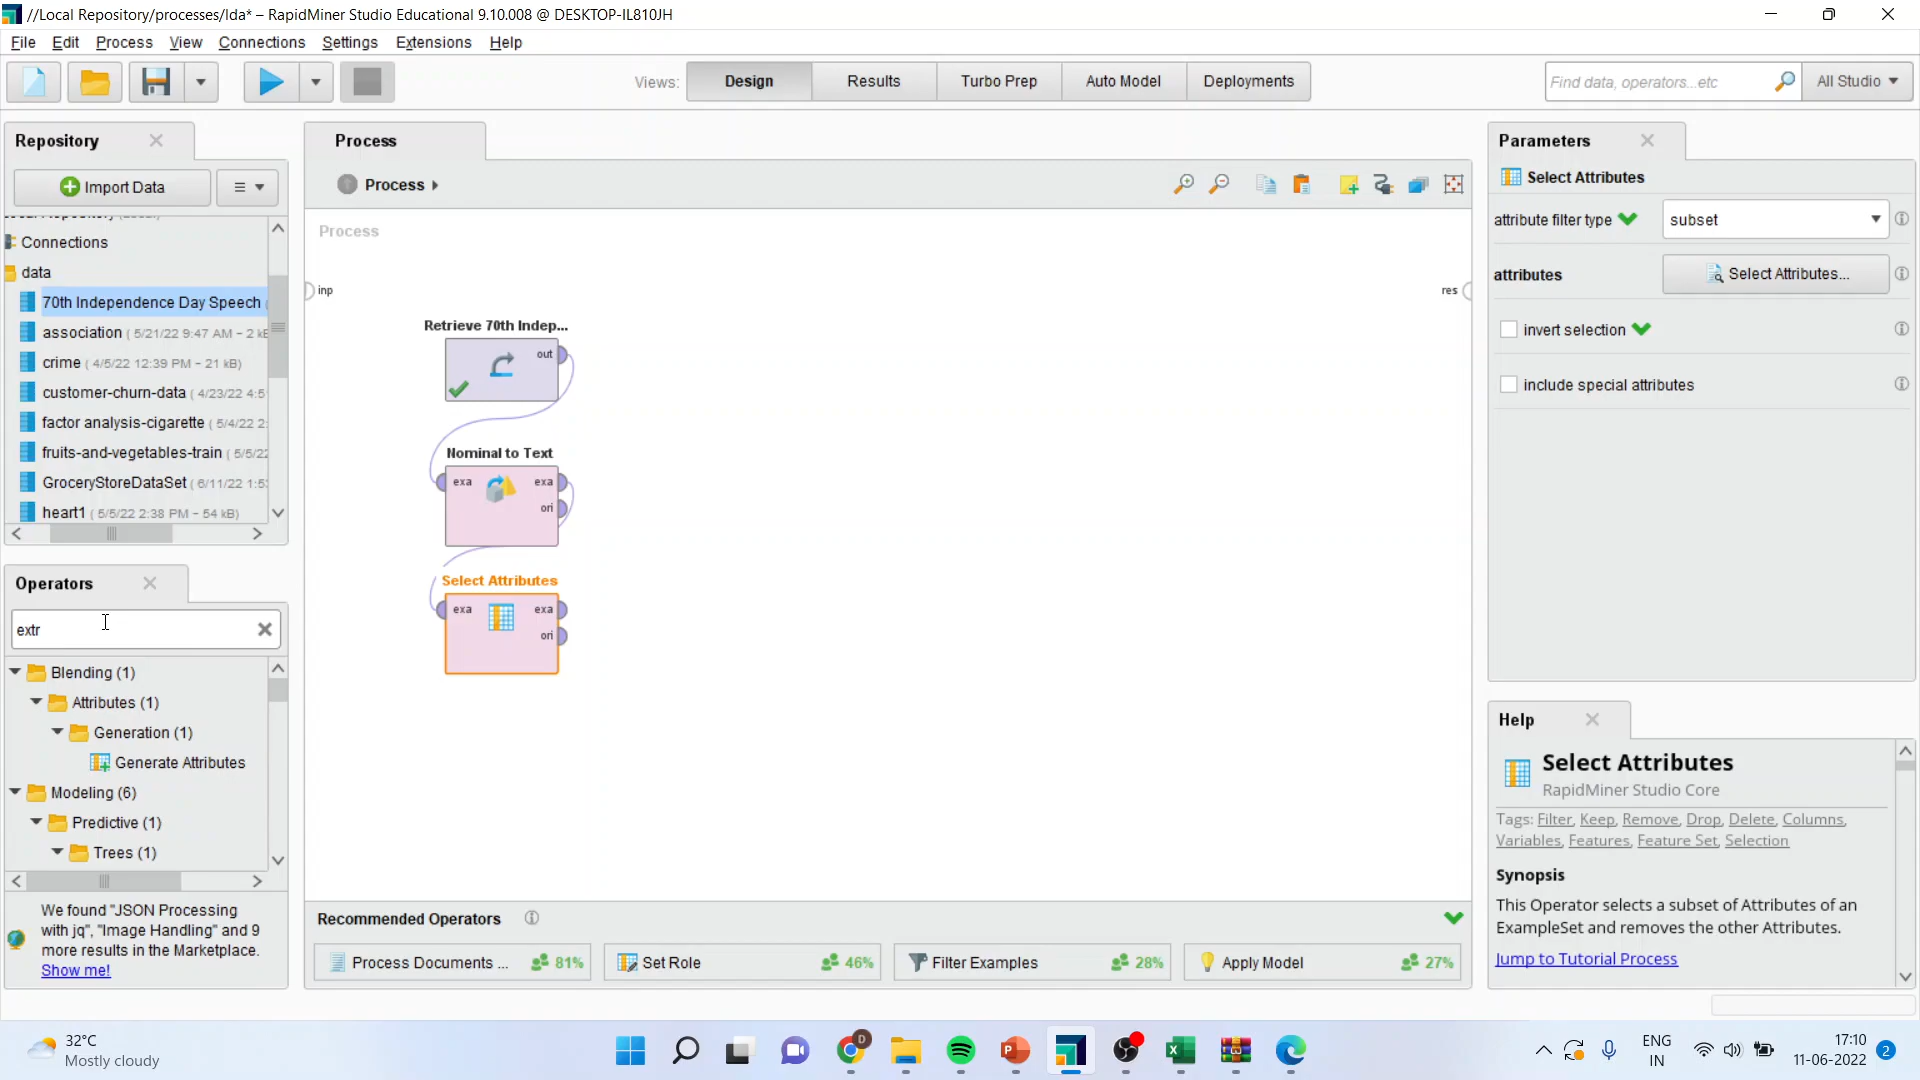 //Local Repository/processes/lda* – RapidMiner Studio Educational 9.10.008 @ DESKTOP-IL810JH
File Edit Process View Connections Settings Extensions Help
Views: Design Results Turbo Prep Auto Model Deployments
Find data, operators...etc
All Studio
Repository
Import Data
Connections
data
70th Independence Day Speech
association ( 5/21/22 9:47 AM – 2 kB
crime ( 4/5/22 12:39 PM – 21 kB)
customer-churn-data ( 4/23/22 4:5
factor analysis-cigarette ( 5/4/22 2:
fruits-and-vegetables-train ( 5/5/22
GroceryStoreDataSet ( 6/11/22 1:5
heart1 ( 5/5/22 2:38 PM – 54 kB)
Operators
extr
Blending (1)
Attributes (1)
Generation (1)
Generate Attributes
Modeling (6)
Predictive (1)
Trees (1)
We found "JSON Processing
with jq", "Image Handling" and 9
more results in the Marketplace.
Show me!
Process
Process
Process
inp
res
Retrieve 70th Indep...
out
Nominal to Text
exa exa
ori
Select Attributes
exa exa
ori
Recommended Operators
Process Documents ... 81%
Set Role 46%
Filter Examples 28%
Apply Model 27%
Parameters
Select Attributes
attribute filter type subset
attributes Select Attributes...
invert selection
include special attributes
Help
Select Attributes
RapidMiner Studio Core
Tags: Filter, Keep, Remove, Drop, Delete, Columns,
Variables, Features, Feature Set, Selection
Synopsis
This Operator selects a subset of Attributes of an
ExampleSet and removes the other Attributes.
Jump to Tutorial Process
32°C
Mostly cloudy
D
ENG
IN
17:10
11-06-2022
2